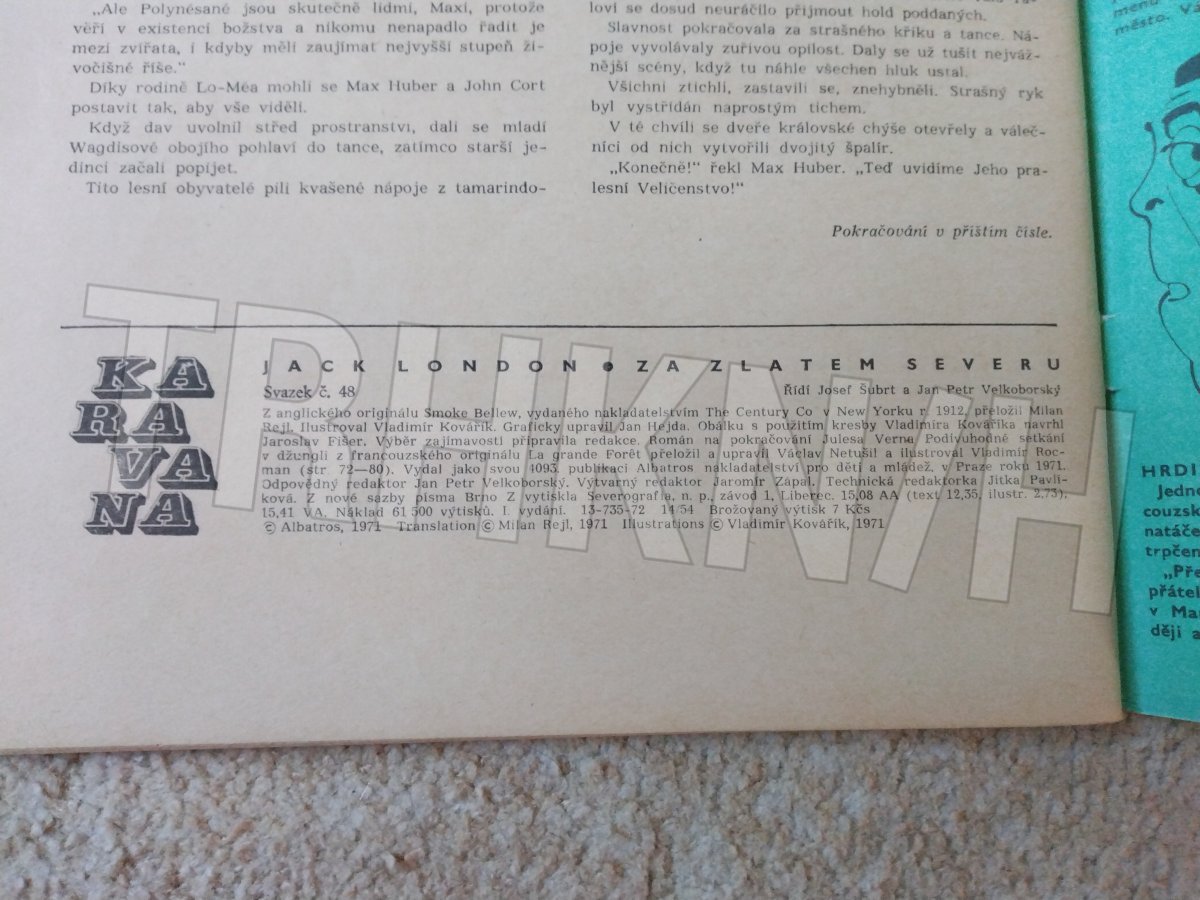 „Ale Polynésané jsou skutečně lidmi, Maxi, protože
věří v existenci božstva a nikomu nenapadlo řadit je
mezi zvířata, i kdyby měli zaujímat nejvyšší stupeň ži-
vočišné říše.“
Díky rodině Lo-Méa mohli se Max Huber a John Cort
postavit tak, aby vše viděli.
Když dav uvolnil střed prostranství, dali se mladí
Wagdisové obojího pohlaví do tance, zatímco starší je-
dinci začali popíjet.
Tito lesní obyvatelé pili kvašené nápoje z tamarindo-
lovi se dosud neuráčilo přijmout hold poddaných.
Slavnost pokračovala za strašného křiku a tance. Ná-
poje vyvolávaly zuřivou opilost. Daly se už tušit nejváž-
nější scény, když tu náhle všechen hluk ustal.
Všichni ztichli, zastavili se, znehybněli. Strašný ryk
byl vystřídán naprostým tichem.
V té chvíli se dveře královské chýše otevřely a váleč-
níci od nich vytvořili dvojitý špalír.
„Konečně!“ řekl Max Huber. „Teď uvidíme Jeho pra-
lesní Veličenstvo!“
Pokračování v příštím čísle.
KA
RA
VA
NA
JACK LONDON • ZA ZLATEM SEVERU
Svazek č. 48
Řídí Josef Šubrt a Jan Petr Velkoborský
Z anglického originálu Smoke Bellew, vydaného nakladatelstvím The Century Co v New Yorku r 1912, přeložil Milan
Rejl. Ilustroval Vladimír Kovářík. Graficky upravil Jan Hejda. Obálku s použitím kresby Vladimíra Kováříka navrhl
Jaroslav Fišer. Výběr zajímavostí připravila redakce. Román na pokračování Julesa Verna Podivuhodné setkání
v džungli z francouzského originálu La grande Forêt přeložil a upravil Václav Netušil a ilustroval Vladimír Roc-
man (str 72—80). Vydal jako svou 4093. publikaci Albatros nakladatelství pro děti a mládež, v Praze roku 1971.
Odpovědný redaktor Jan Petr Velkoborský. Výtvarný redaktor Jaromír Zápal. Technická redaktorka Jitka Pavlí-
ková. Z nové sazby písma Brno Z vytiskla Severografia, n. p., závod 1, Liberec. 15,08 AA (text 12,35, ilustr. 2,73),
15,41 VA. Náklad 61 500 výtisků. I. vydání. 13-735-72 14 54 Brožovaný výtisk 7 Kčs
© Albatros, 1971 Translation © Milan Rejl, 1971 Illustrations © Vladimír Kovářík, 1971
menu
město. Vá
HRDI
Jedno
couzsk
natáče
trpčen
„Pře
přátel
v Mar
ději a